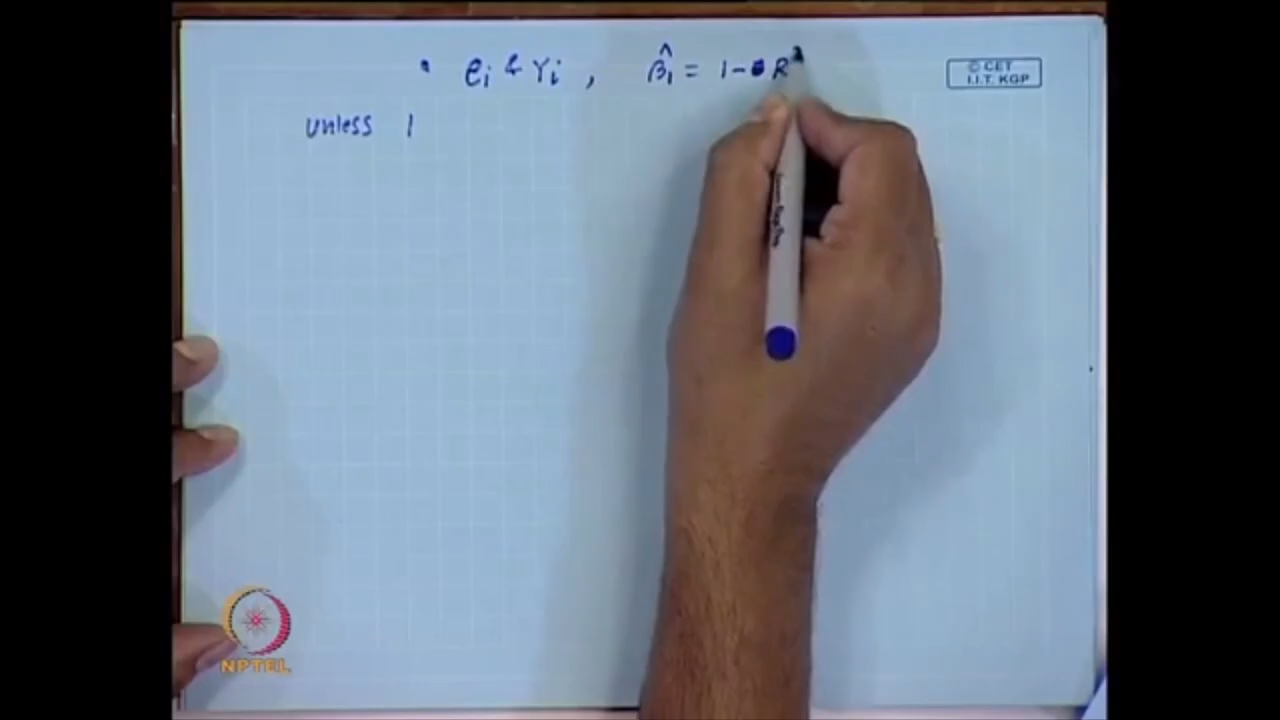 • eᵢ & Yᵢ , β̂₁ = 1 - R²
© CET
I.I.T. KGP
unless 1
NPTEL